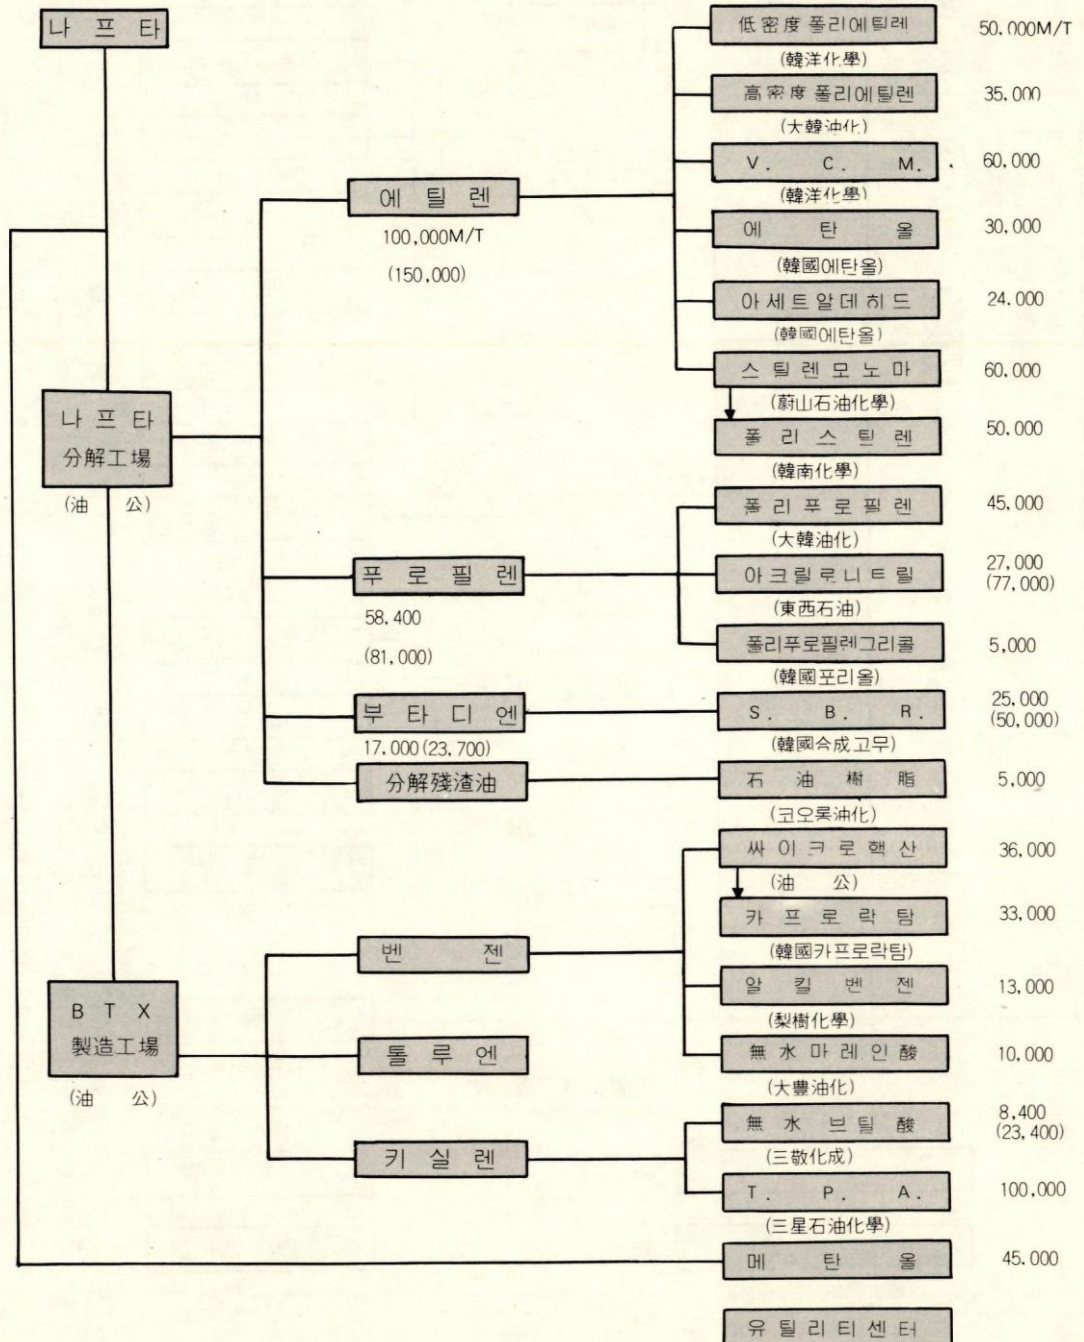 나프타
나프타
分解工場
(油 公)
B T X
製造工場
(油 公)
에틸렌
100,000M/T
(150,000)
푸로필렌
58,400
(81,000)
부타디엔
17,000(23,700)
分解殘渣油
벤 젠
톨루엔
키실렌
低密度폴리에틸레 50,000M/T
(韓洋化學)
高密度폴리에틸렌 35,000
(大韓油化)
V. C. M. 60,000
(韓洋化學)
에 탄 올 30,000
(韓國에탄올)
아세트알데히드 24,000
(韓國에탄올)
스틸렌모노마 60,000
(蔚山石油化學)
폴리스틸렌 50,000
(韓南化學)
폴리푸로필렌 45,000
(大韓油化)
아크릴로니트릴 27,000
(77,000)
(東西石油)
폴리푸로필렌그리콜 5,000
(韓國포리올)
S. B. R. 25,000
(50,000)
(韓國合成고무)
石油樹脂 5,000
(코오롱油化)
싸이크로핵산 36,000
(油 公)
카프로락탐 33,000
(韓國카프로락탐)
알킬벤젠 13,000
(梨樹化學)
無水마레인酸 10,000
(大豊油化)
無水브틸酸 8,400
(23,400)
(三敬化成)
T. P. A. 100,000
(三星石油化學)
메 탄 올 45,000
유틸리티센터